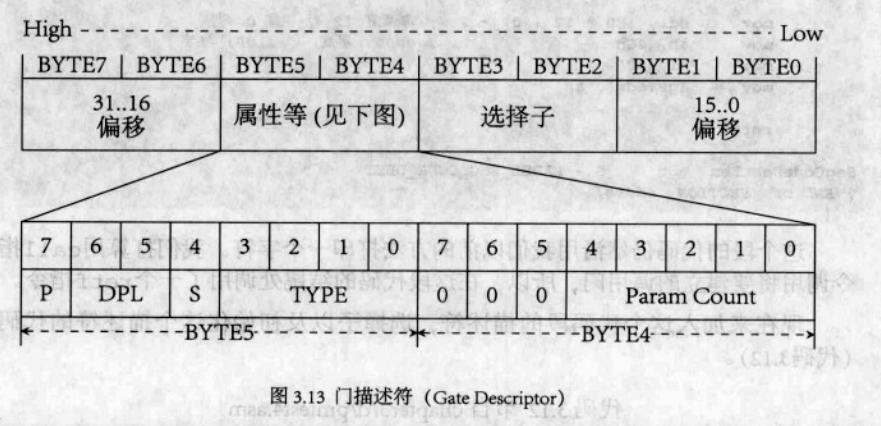 High Low
BYTE7 BYTE6 BYTE5 BYTE4 BYTE3 BYTE2 BYTE1 BYTE0
31..16 15..0
偏移 属性等 (见下图) 选择子 偏移
7 6 5 4 3 2 1 0 7 6 5 4 3 2 1 0
P DPL S TYPE 0 0 0 Param Count
BYTE5 BYTE4
图 3.13 门描述符（Gate Descriptor）